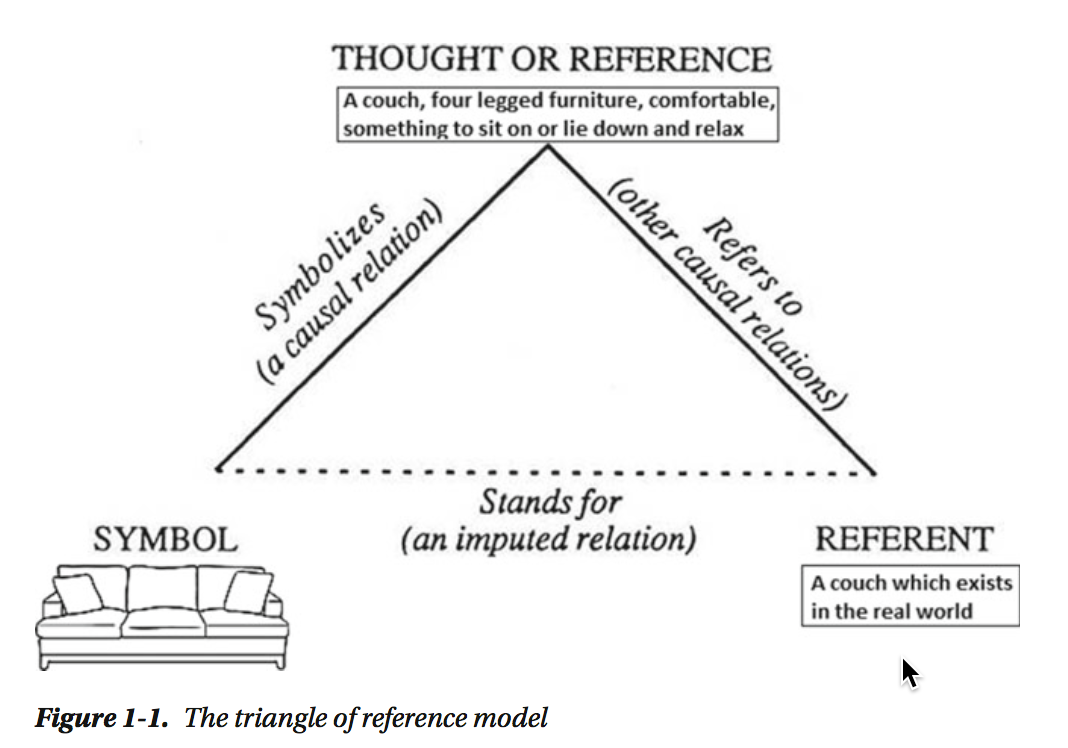 THOUGHT OR REFERENCE
A couch, four legged furniture, comfortable,
something to sit on or lie down and relax
Symbolizes
(a causal relation)
Refers to
(other causal relations)
Stands for
(an imputed relation)
SYMBOL
REFERENT
A couch which exists
in the real world
Figure 1-1. The triangle of reference model